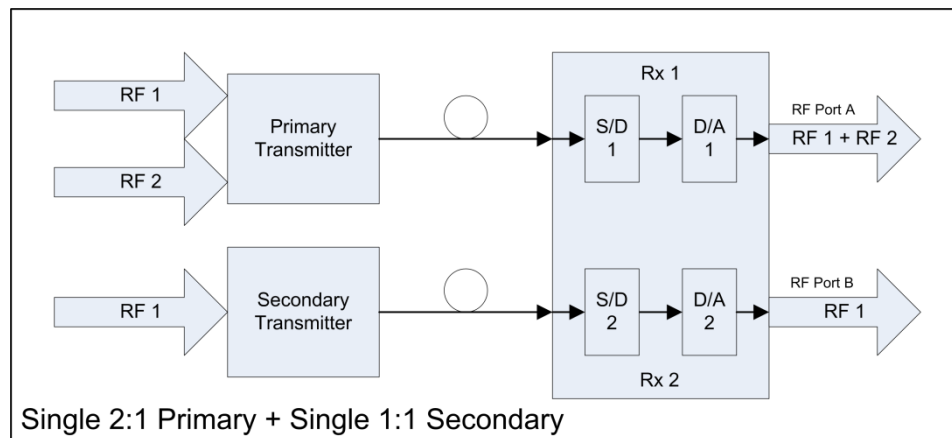 RF 1
RF 2
Primary
Transmitter
Rx 1
S/D
1
D/A
1
RF Port A
RF 1 + RF 2
RF 1
Secondary
Transmitter
S/D
2
D/A
2
Rx 2
RF Port B
RF 1
Single 2:1 Primary + Single 1:1 Secondary